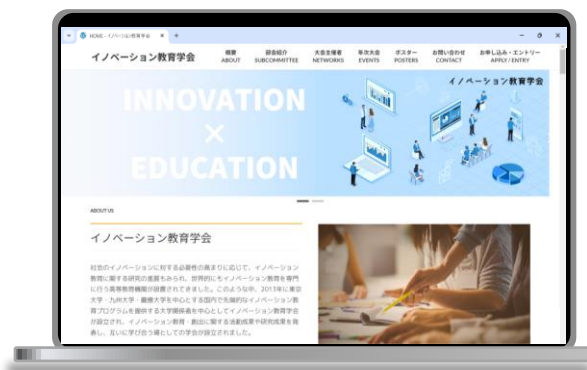 HOME - イノベーション教育学会
イノベーション教育学会
概要
ABOUT
部会紹介
SUBCOMMITTEE
大会主催者
NETWORKS
年次大会
EVENTS
ポスター
POSTERS
お問い合わせ
CONTACT
お申し込み・エントリー
APPLY / ENTRY
イノベーション教育学会
INNOVATION
×
EDUCATION
ABOUT US
イノベーション教育学会
社会のイノベーションに対する必要性の高まりに応じて、イノベーション
教育に関する研究の進展もみられ、世界的にもイノベーション教育を専門
に行う高等教育機関が設置されてきました。このような中、2013年に東京
大学・九州大学・慶應大学を中心とする国内で先端的なイノベーション教
育プログラムを提供する大学関係者を中心としてイノベーション教育学会
が設立され、イノベーション教育・創出に関する活動成果や研究成果を発
表し、互いに学び合う場としての学会が設立されました。